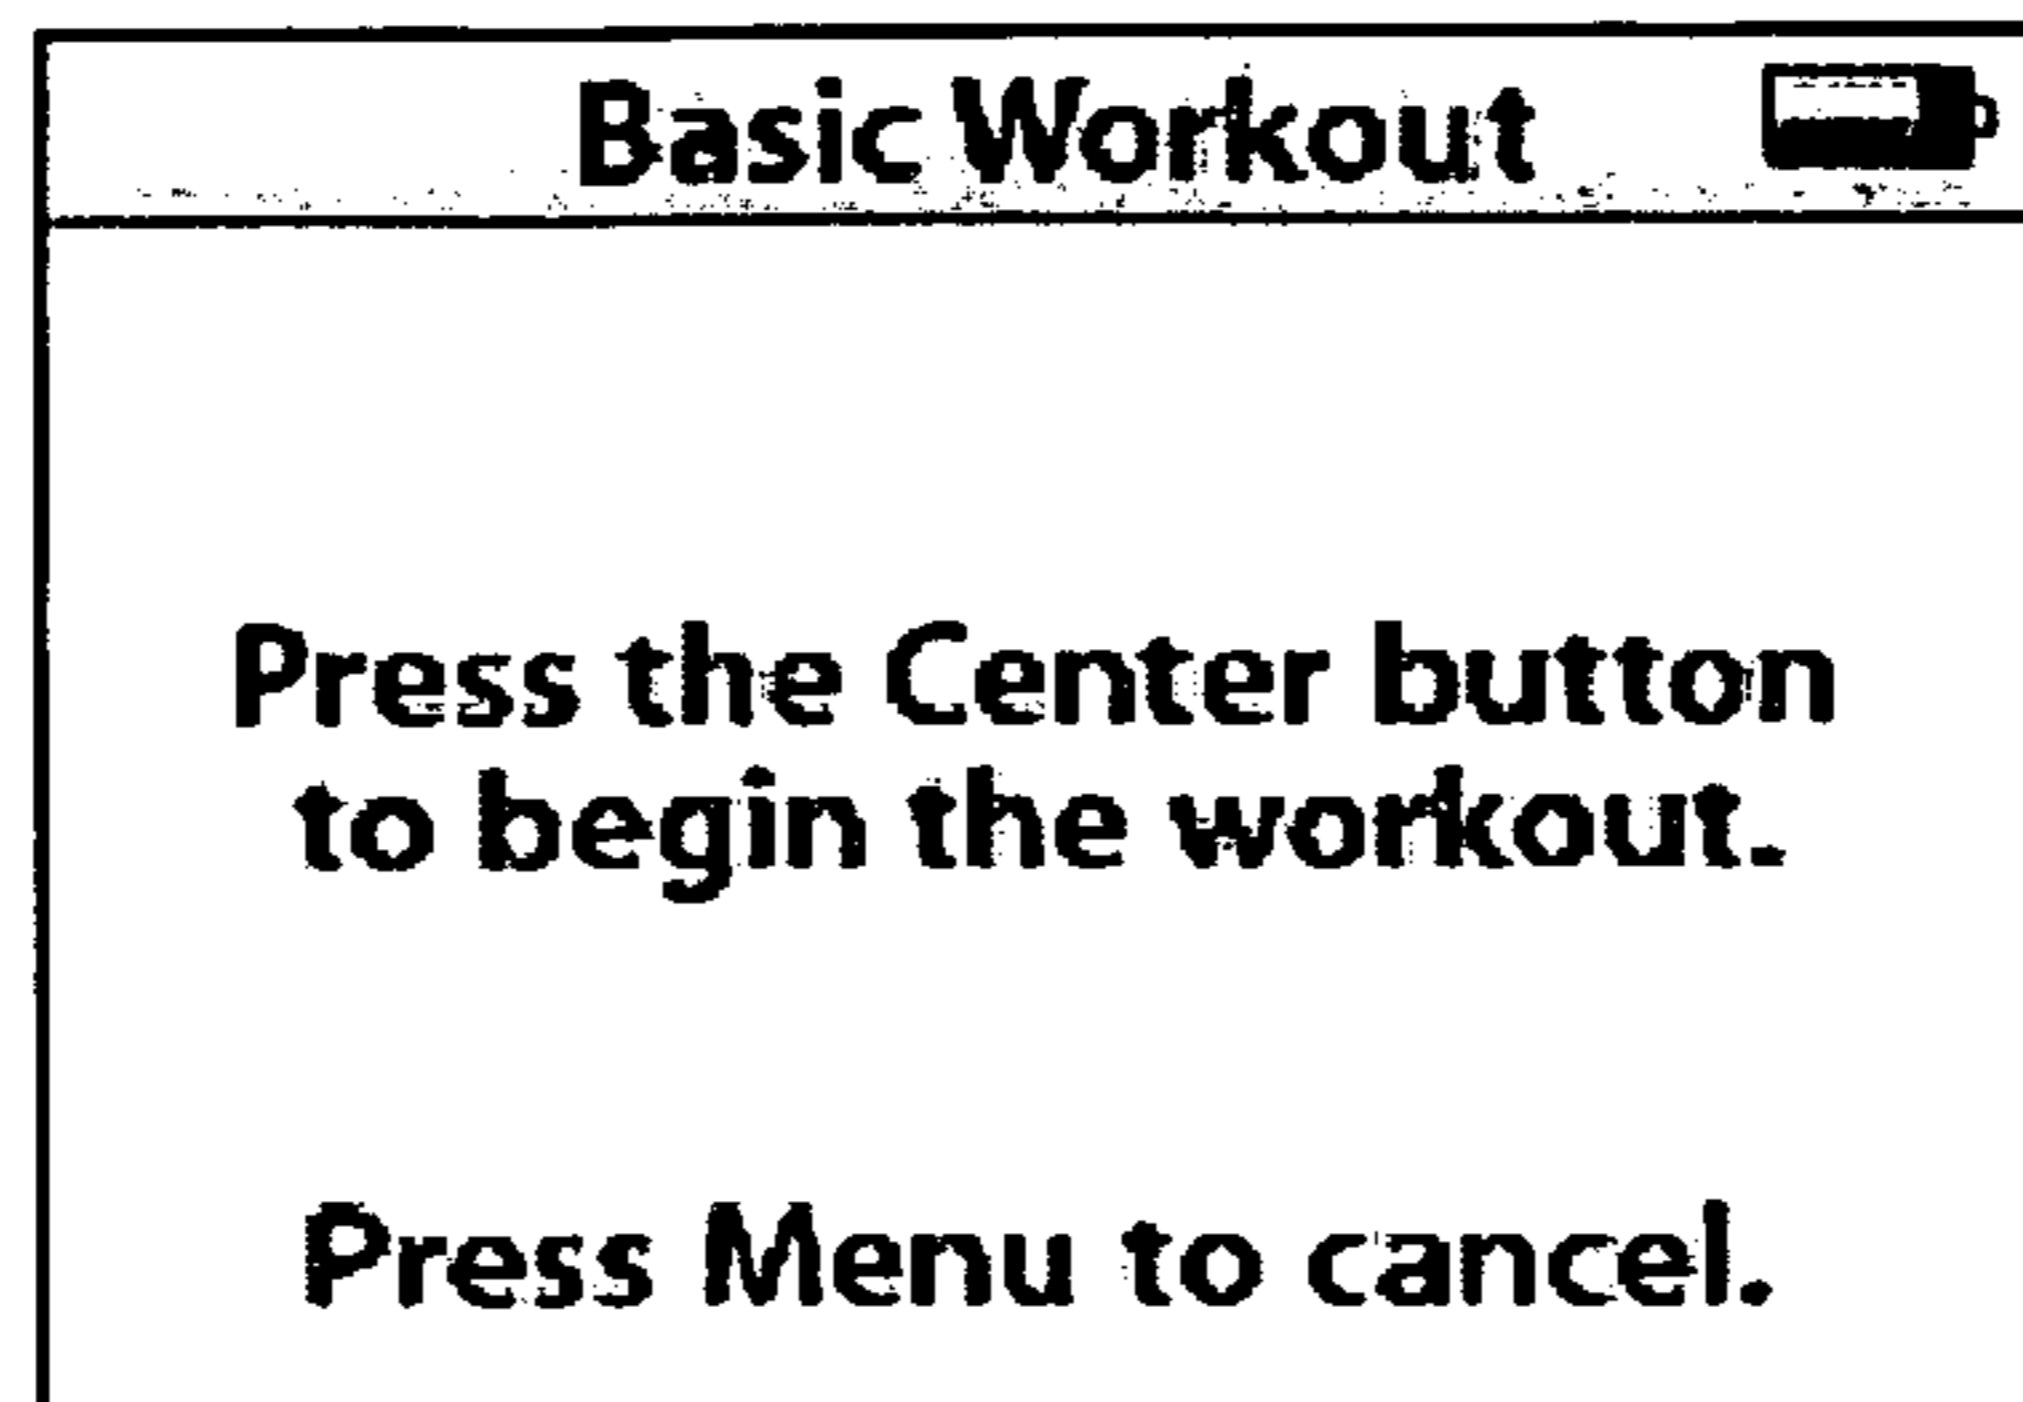 Basic Workout
Press the Center button
to begin the workout.
Press Menu to cancel.